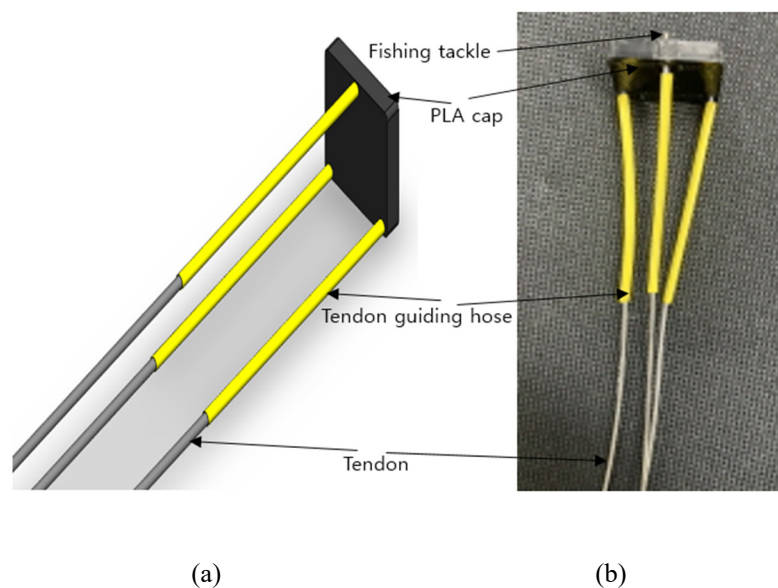 Fishing tackle
PLA cap
Tendon guiding hose
Tendon
(a)
(b)